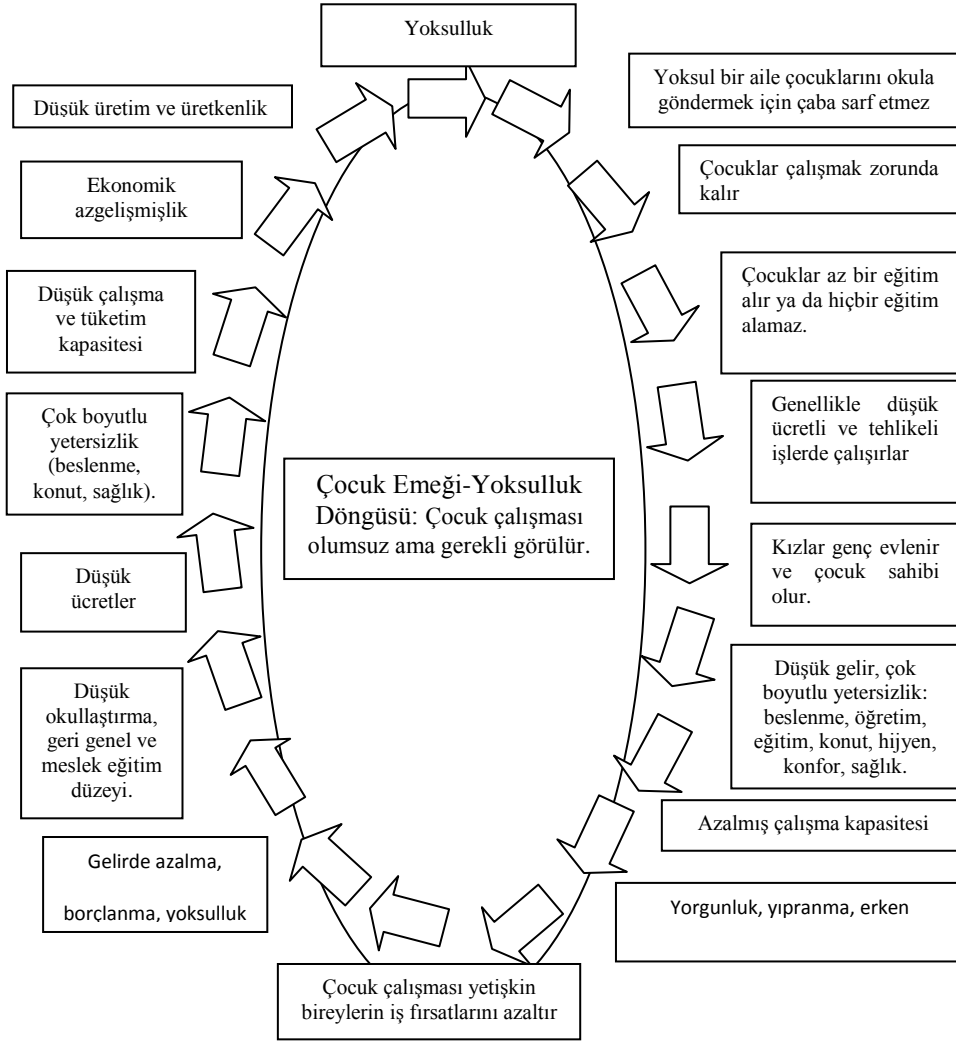 Yoksulluk
Yoksul bir aile çocuklarını okula
göndermek için çaba sarf etmez
Çocuklar çalışmak zorunda
kalır
Çocuklar az bir eğitim
alır ya da hiçbir eğitim
alamaz.
Genellikle düşük
ücretli ve tehlikeli
işlerde çalışırlar
Kızlar genç evlenir
ve çocuk sahibi
olur.
Düşük gelir, çok
boyutlu yetersizlik:
beslenme, öğretim,
eğitim, konut, hijyen,
konfor, sağlık.
Azalmış çalışma kapasitesi
Yorgunluk, yıpranma, erken
Çocuk çalışması yetişkin
bireylerin iş fırsatlarını azaltır
Gelirde azalma,
borçlanma, yoksulluk
Düşük
okullaştırma,
geri genel ve
meslek eğitim
düzeyi.
Düşük
ücretler
Çok boyutlu
yetersizlik
(beslenme,
konut, sağlık).
Düşük çalışma
ve tüketim
kapasitesi
Ekonomik
azgelişmişlik
Düşük üretim ve üretkenlik
Çocuk Emeği-Yoksulluk
Döngüsü: Çocuk çalışması
olumsuz ama gerekli görülür.